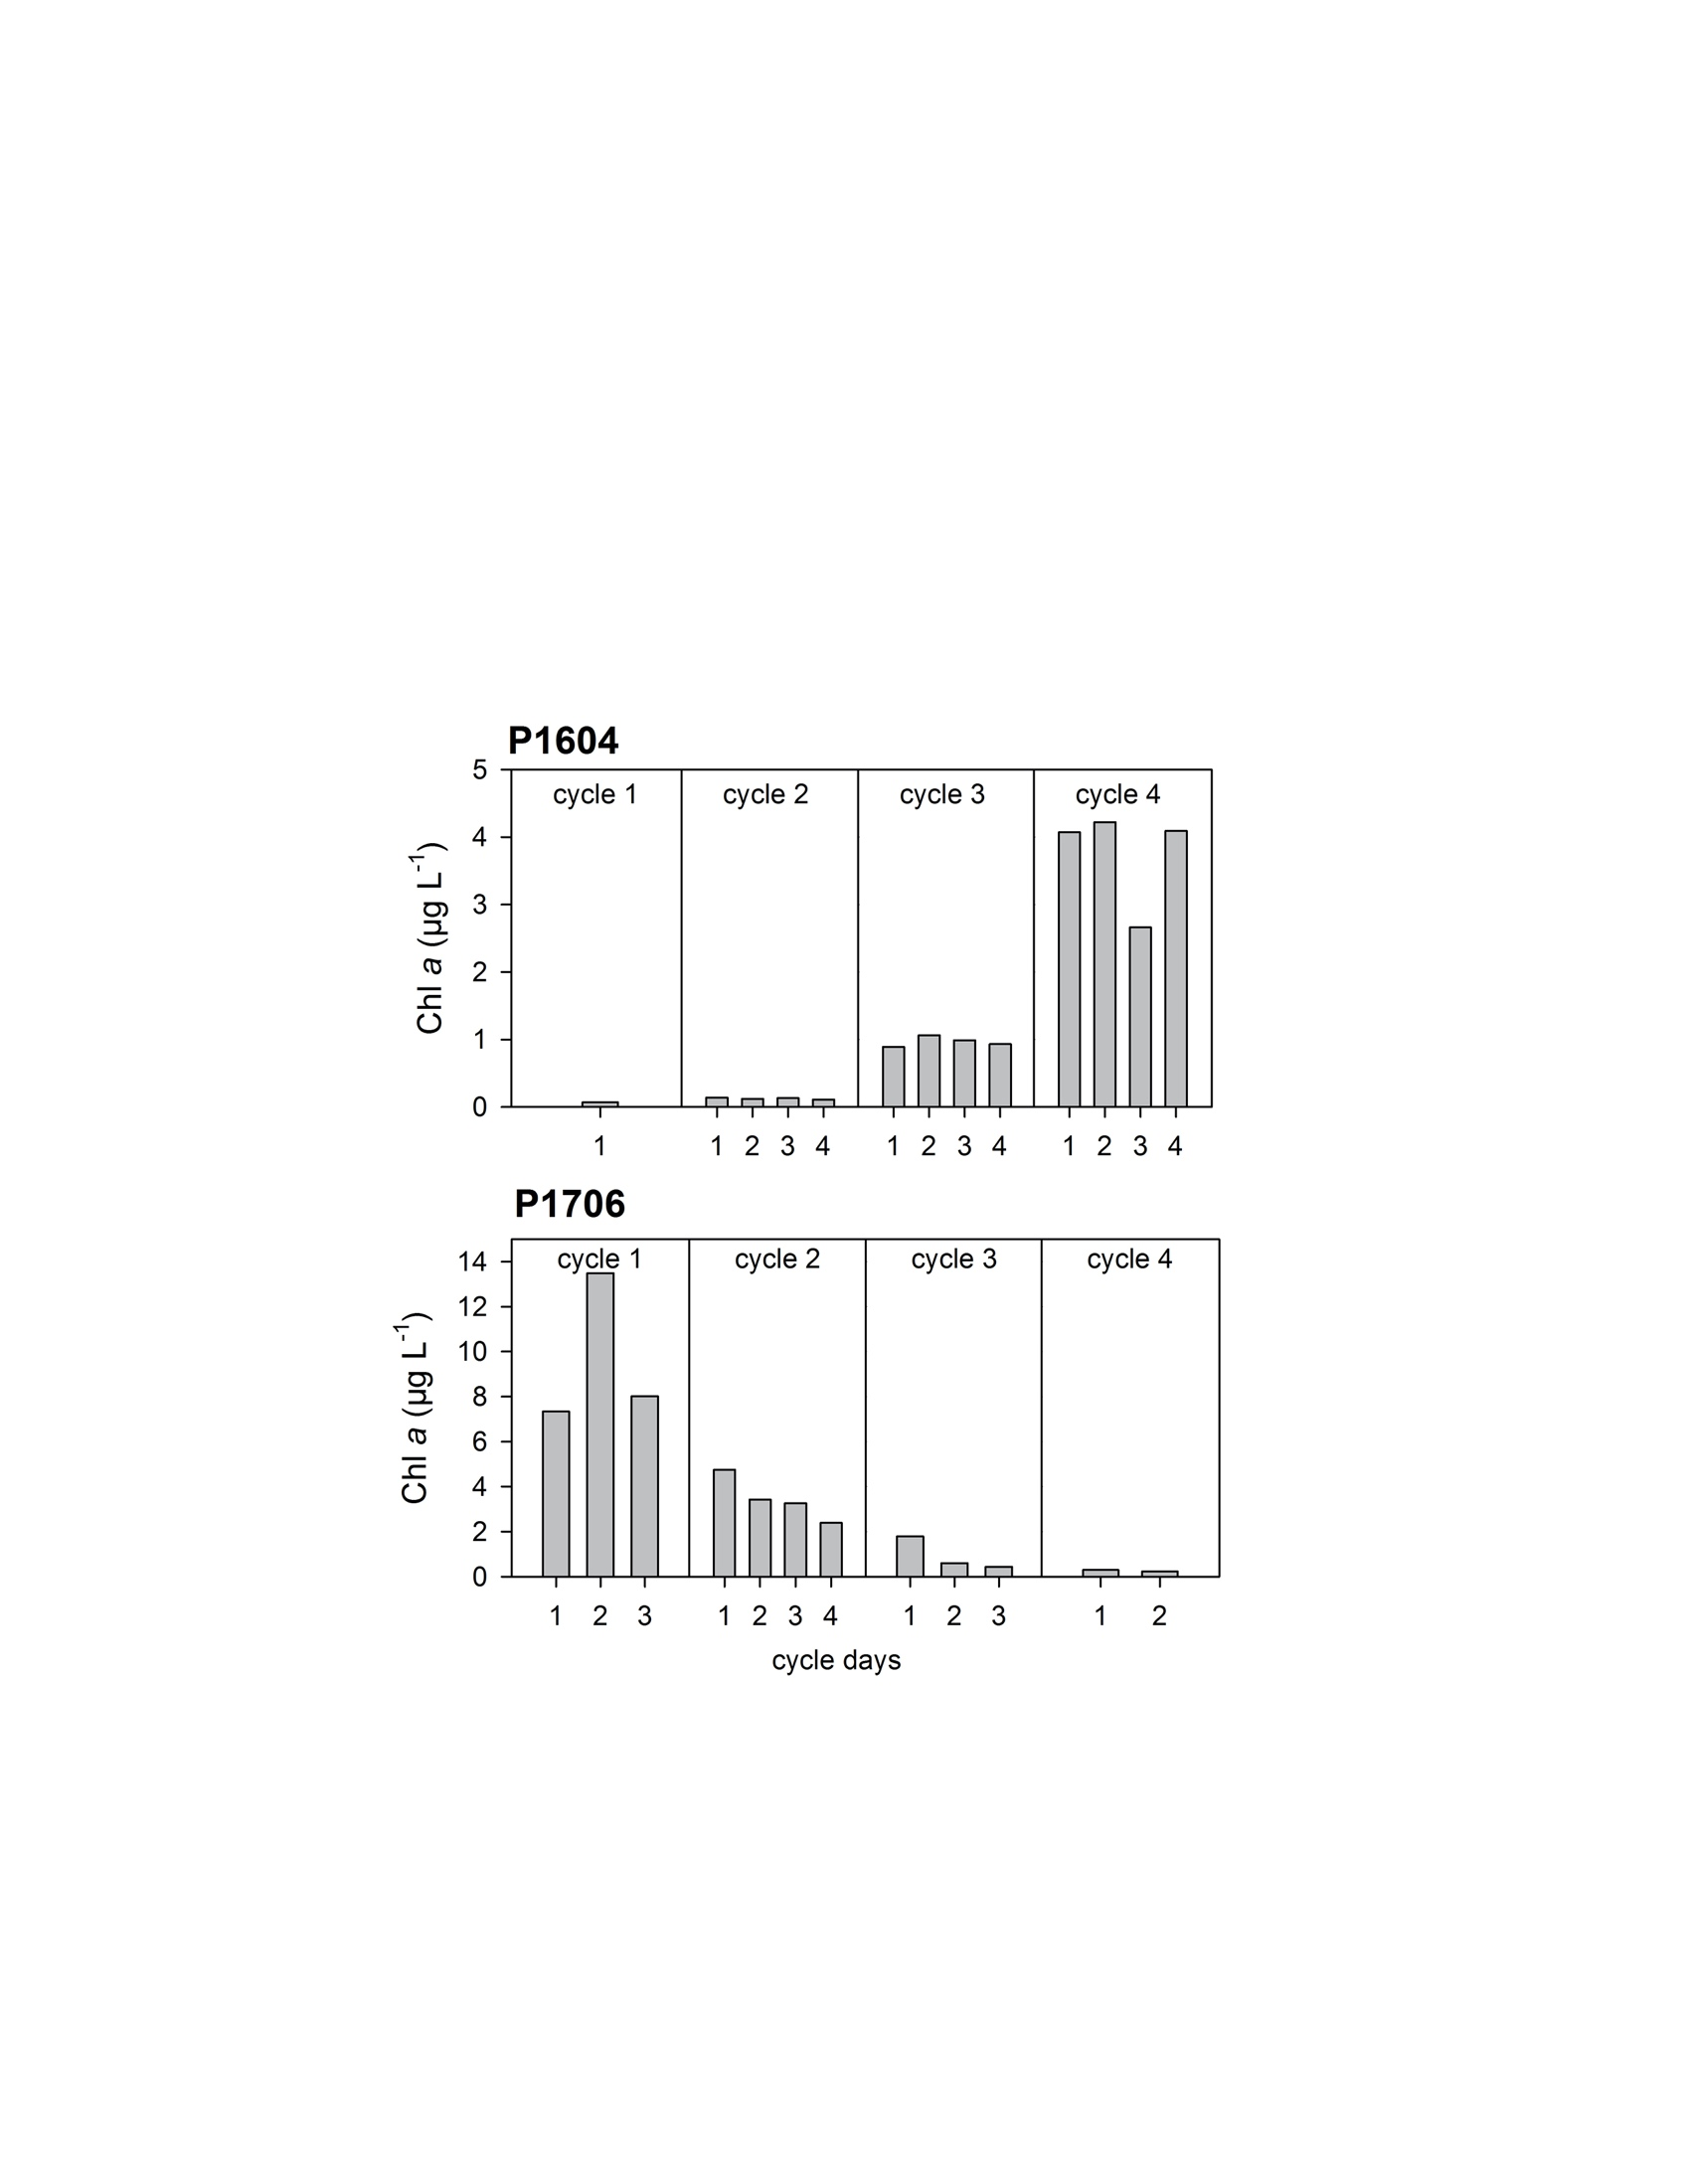 P1604
5
cycle 1 cycle 2 cycle 3 cycle 4
4
3
2
1
0
Chl a (µg L-1)
1 1 2 3 4 1 2 3 4 1 2 3 4
P1706
cycle 1 cycle 2 cycle 3 cycle 4
14
12
10
8
6
4
2
0
Chl a (µg L-1)
1 2 3 1 2 3 4 1 2 3 1 2
cycle days